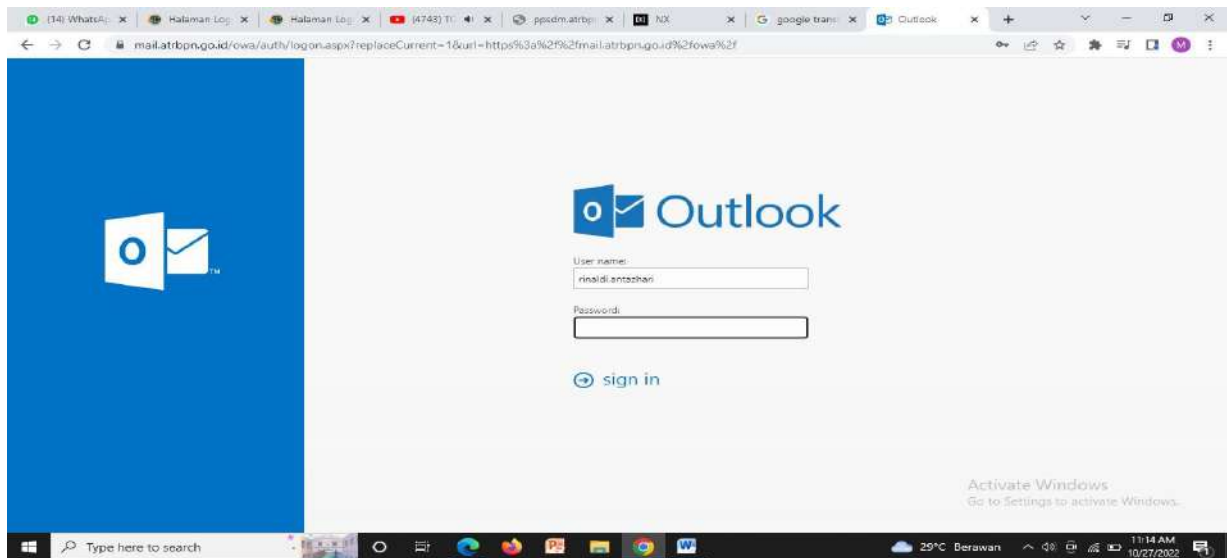 (14) WhatsAp
Halaman Log
Halaman Log
(4743)
ppsdm.atrbp
NX
google trans
Outlook
mail.atrbpn.go.id/owa/auth/logon.aspx?replaceCurrent=1&url=https%3a%2f%2fmail.atrbpn.go.id%2fowa%2f
M
Outlook
TM
User name:
rinaldi.antazhari
Password:
sign in
Activate Windows
Go to Settings to activate Windows.
Type here to search
29°C Berawan
11:14 AM
10/27/2022